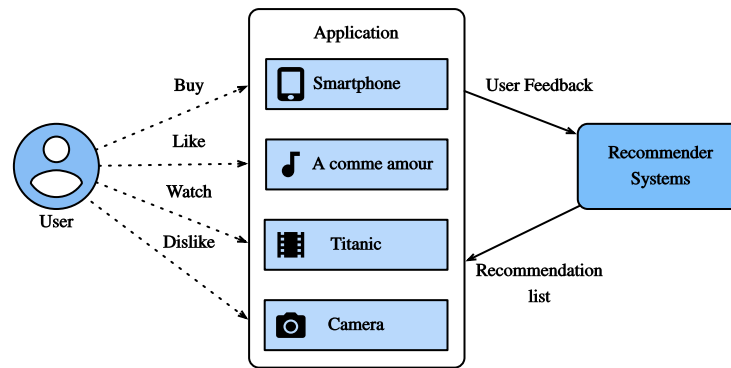 Application
Buy
Smartphone
User Feedback
Like
A comme amour
Recommender
Systems
Watch
User
Dislike
Titanic
Recommendation
list
Camera